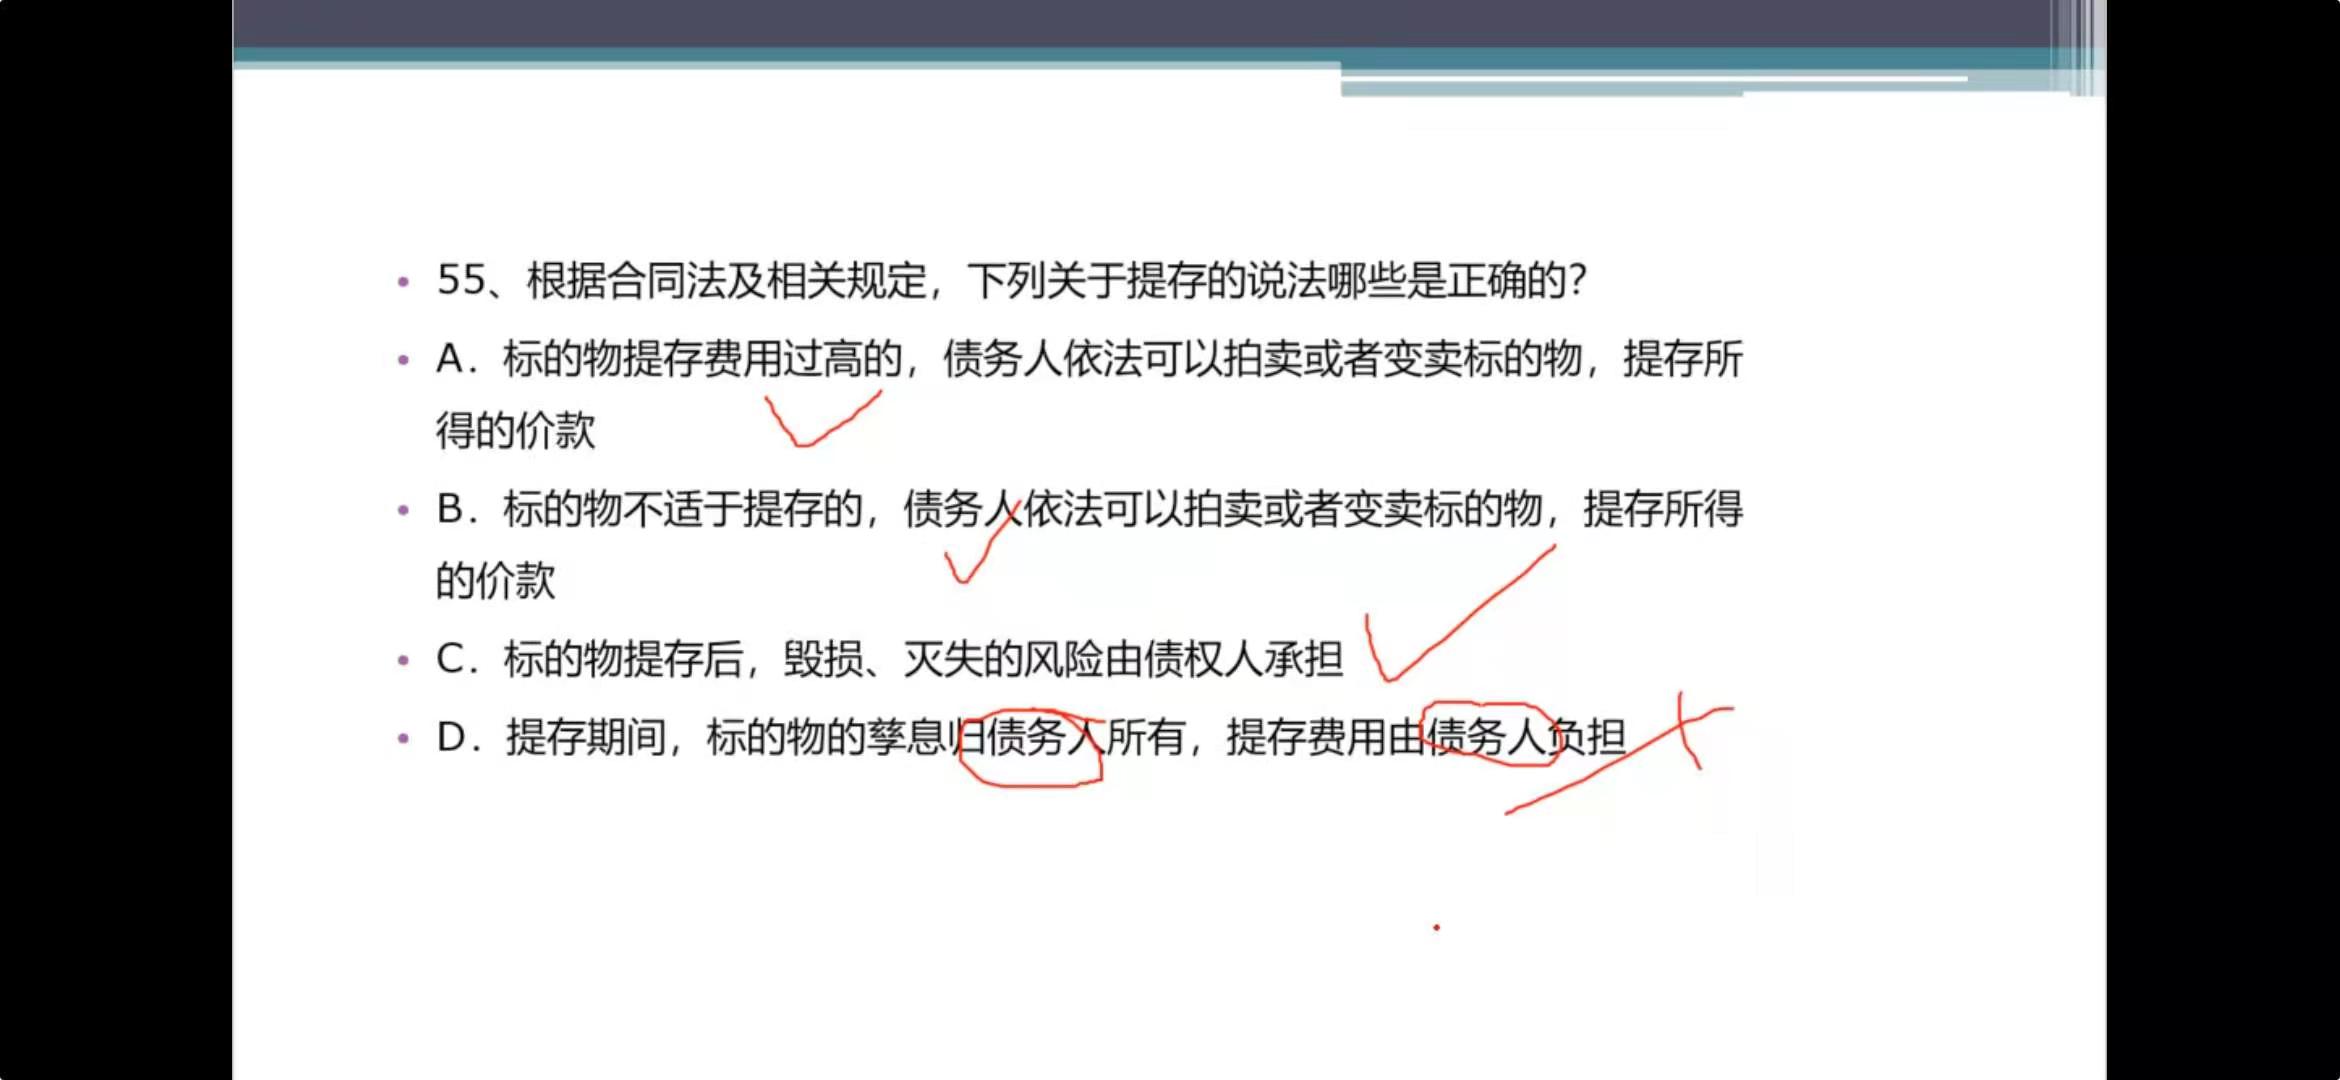 • 55、根据合同法及相关规定，下列关于提存的说法哪些是正确的？
• A．标的物提存费用过高的，债务人依法可以拍卖或者变卖标的物，提存所
得的价款
• B．标的物不适于提存的，债务人依法可以拍卖或者变卖标的物，提存所得
的价款
• C．标的物提存后，毁损、灭失的风险由债权人承担
• D．提存期间，标的物的孳息归债务人所有，提存费用由债务人负担